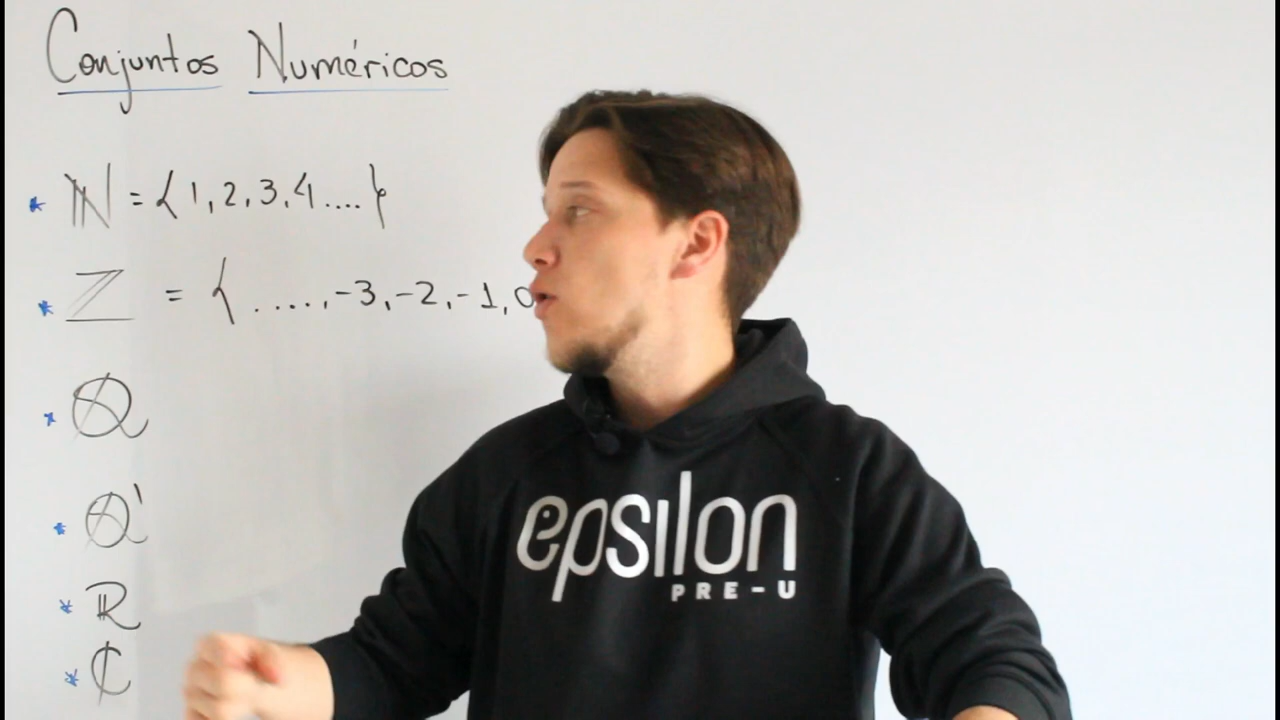 Conjuntos Numéricos
* ℕ = { 1, 2, 3, 4 .... }
* ℤ = { ....., -3, -2, -1, 0
* ℚ
* ℚ'
* ℝ
* ℂ
epsilon
PRE-U